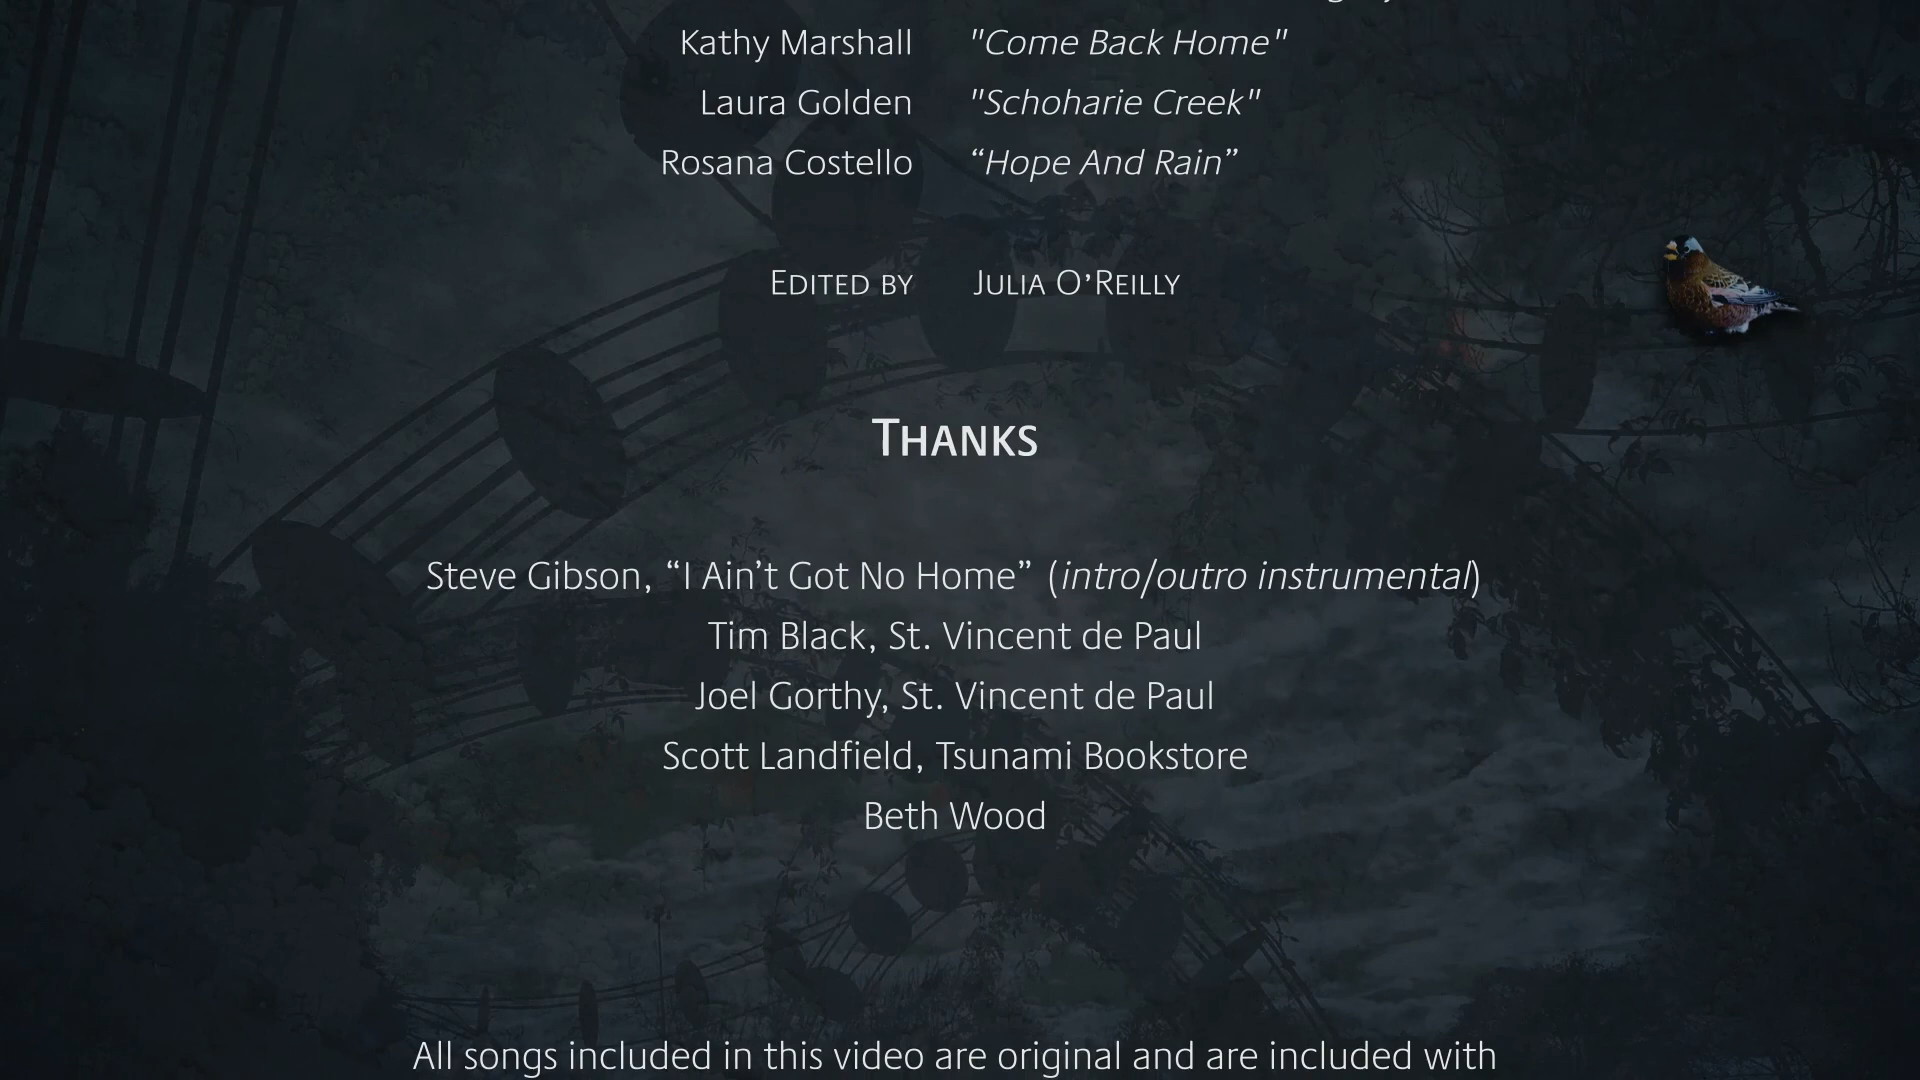 Kathy Marshall "Come Back Home"
Laura Golden "Schoharie Creek"
Rosana Costello “Hope And Rain”
Edited by Julia O’Reilly
Thanks
Steve Gibson, “I Ain’t Got No Home” (intro/outro instrumental)
Tim Black, St. Vincent de Paul
Joel Gorthy, St. Vincent de Paul
Scott Landfield, Tsunami Bookstore
Beth Wood
All songs included in this video are original and are included with